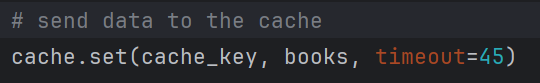 # send data to the cache
cache.set(cache_key, books, timeout=45)